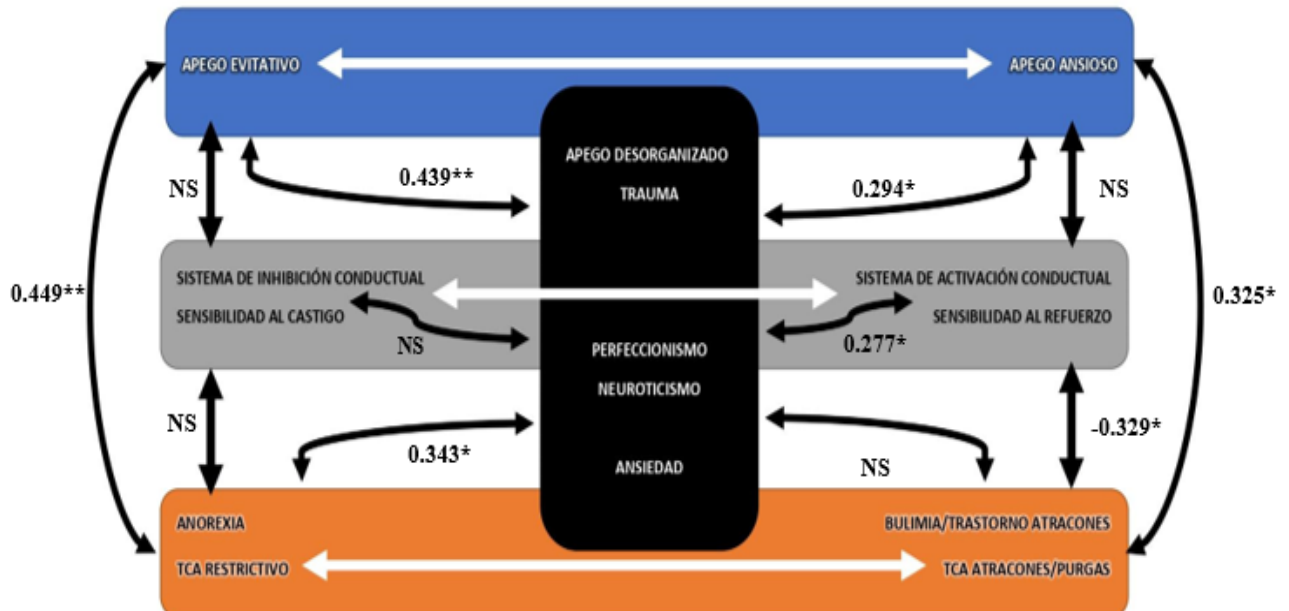 APEGO EVITATIVO
APEGO ANSIOSO
APEGO DESORGANIZADO
TRAUMA
NS
0.439**
0.294*
NS
SISTEMA DE INHIBICIÓN CONDUCTUAL
SISTEMA DE ACTIVACIÓN CONDUCTUAL
0.449**
0.325*
SENSIBILIDAD AL CASTIGO
SENSIBILIDAD AL REFUERZO
NS
0.277*
PERFECCIONISMO
NEUROTICISMO
NS
-0.329*
0.343*
NS
ANSIEDAD
ANOREXIA
BULIMIA/TRASTORNO ATRACONES
TCA RESTRICTIVO
TCA ATRACONES/PURGAS